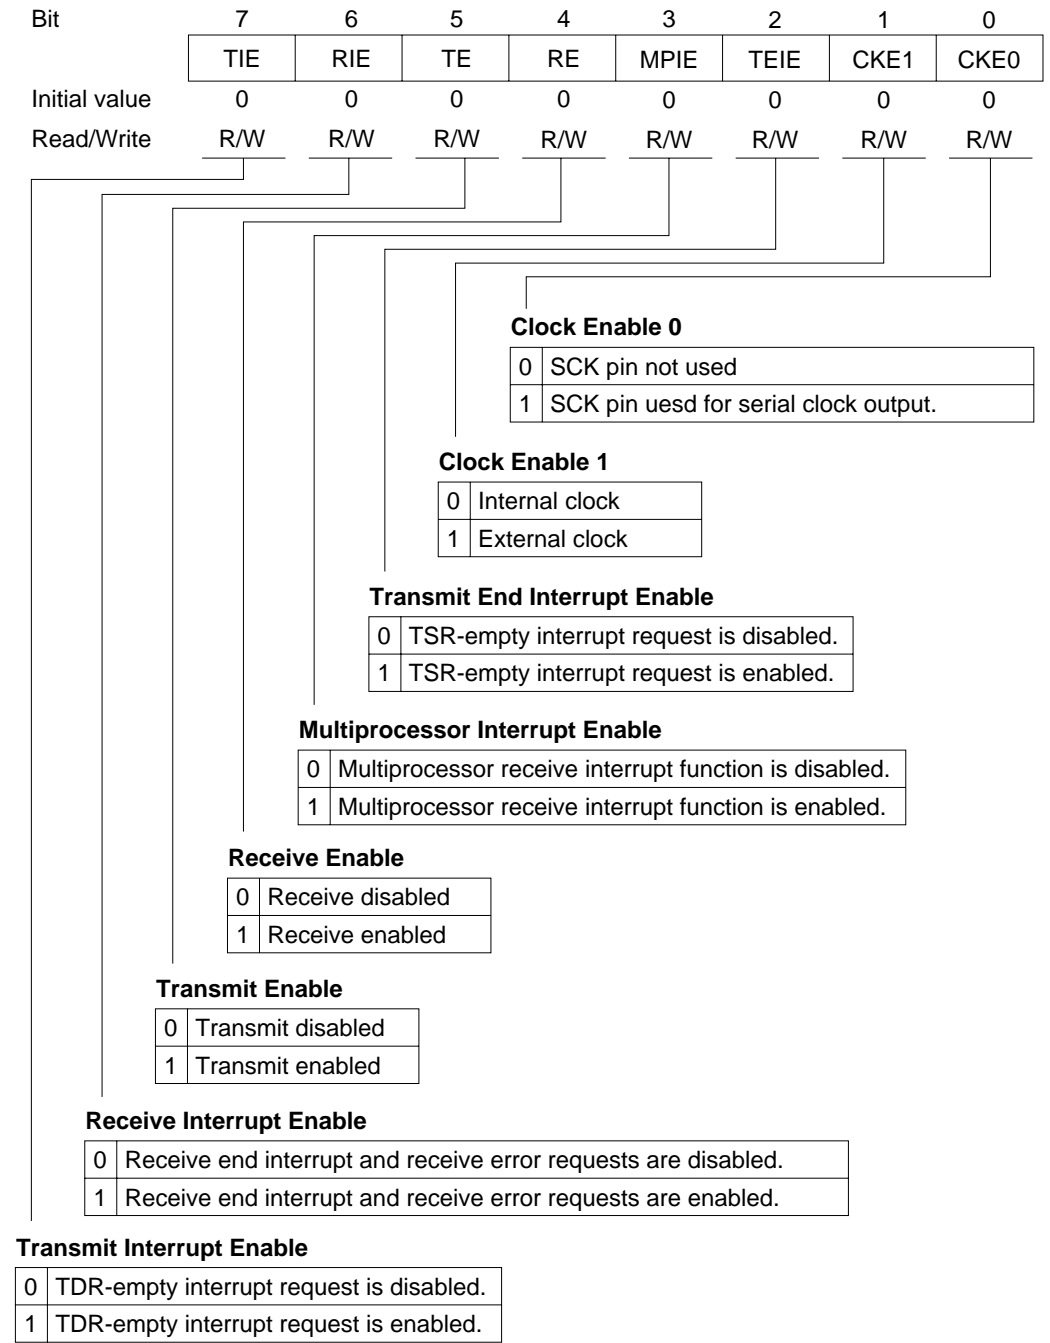 Bit 7 6 5 4 3 2 1 0
TIE RIE TE RE MPIE TEIE CKE1 CKE0
Initial value 0 0 0 0 0 0 0 0
Read/Write R/W R/W R/W R/W R/W R/W R/W R/W
Clock Enable 0
0 SCK pin not used
1 SCK pin uesd for serial clock output.
Clock Enable 1
0 Internal clock
1 External clock
Transmit End Interrupt Enable
0 TSR-empty interrupt request is disabled.
1 TSR-empty interrupt request is enabled.
Multiprocessor Interrupt Enable
0 Multiprocessor receive interrupt function is disabled.
1 Multiprocessor receive interrupt function is enabled.
Receive Enable
0 Receive disabled
1 Receive enabled
Transmit Enable
0 Transmit disabled
1 Transmit enabled
Receive Interrupt Enable
0 Receive end interrupt and receive error requests are disabled.
1 Receive end interrupt and receive error requests are enabled.
Transmit Interrupt Enable
0 TDR-empty interrupt request is disabled.
1 TDR-empty interrupt request is enabled.